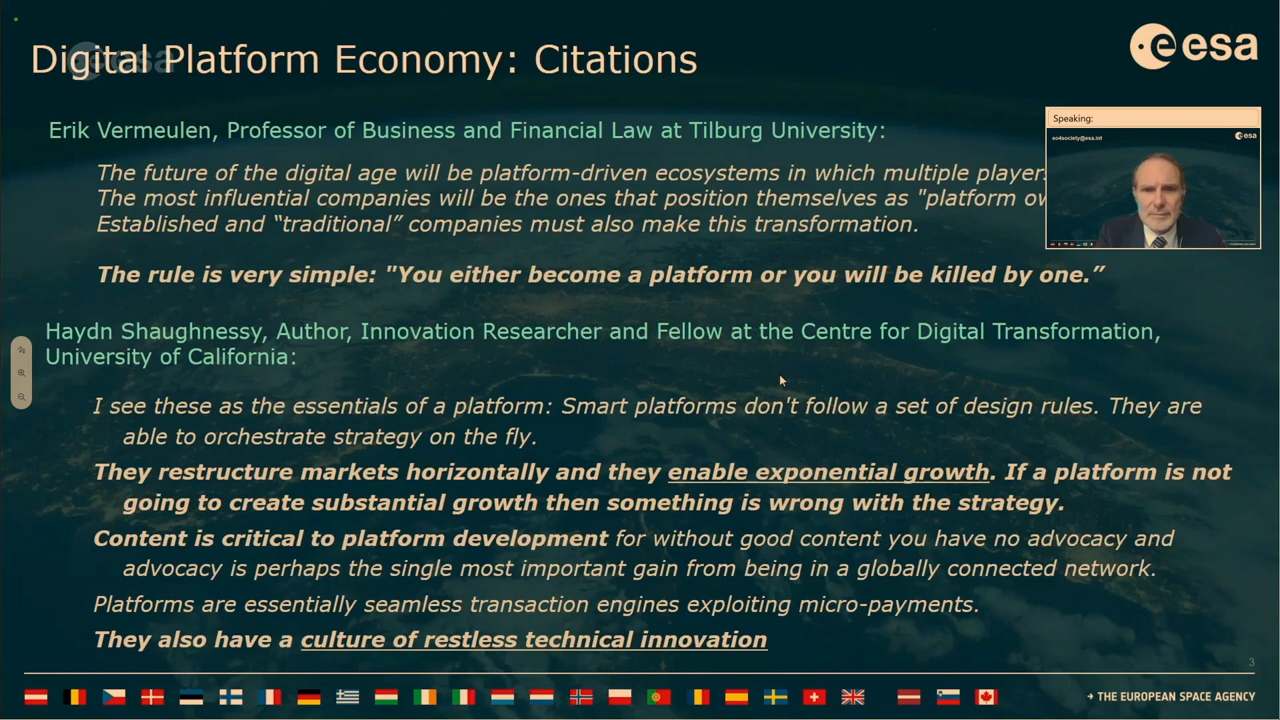 Digital Platform Economy: Citations
esa
esa
Erik Vermeulen, Professor of Business and Financial Law at Tilburg University:
Speaking:
eo4society@esa.int
esa
The future of the digital age will be platform-driven ecosystems in which multiple player
The most influential companies will be the ones that position themselves as "platform ow
Established and “traditional” companies must also make this transformation.
The rule is very simple: "You either become a platform or you will be killed by one.”
Haydn Shaughnessy, Author, Innovation Researcher and Fellow at the Centre for Digital Transformation,
University of California:
I see these as the essentials of a platform: Smart platforms don't follow a set of design rules. They are
able to orchestrate strategy on the fly.
They restructure markets horizontally and they enable exponential growth. If a platform is not
going to create substantial growth then something is wrong with the strategy.
Content is critical to platform development for without good content you have no advocacy and
advocacy is perhaps the single most important gain from being in a globally connected network.
Platforms are essentially seamless transaction engines exploiting micro-payments.
They also have a culture of restless technical innovation
3
→ THE EUROPEAN SPACE AGENCY